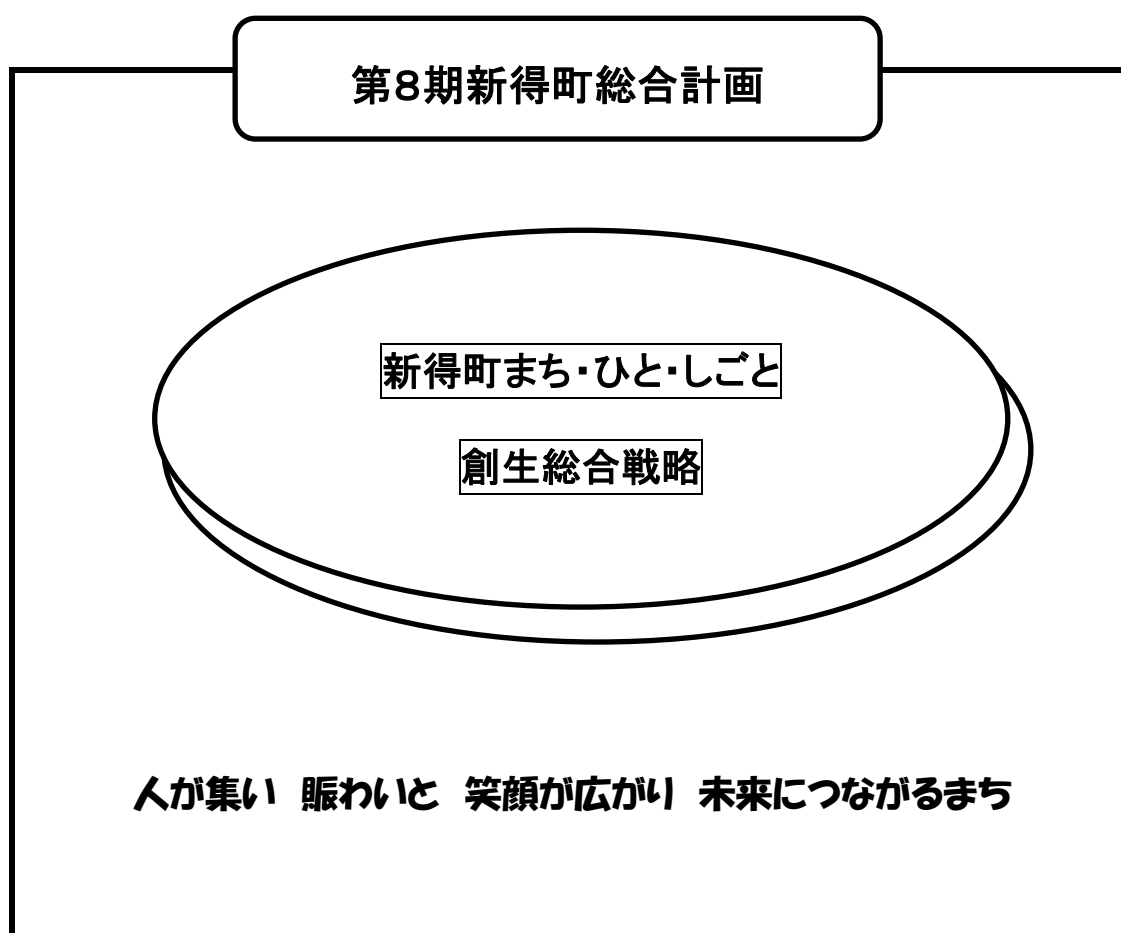 第8期新得町総合計画
新得町まち・ひと・しごと
創生総合戦略
人が集い 賑わいと 笑顔が広がり 未来につながるまち